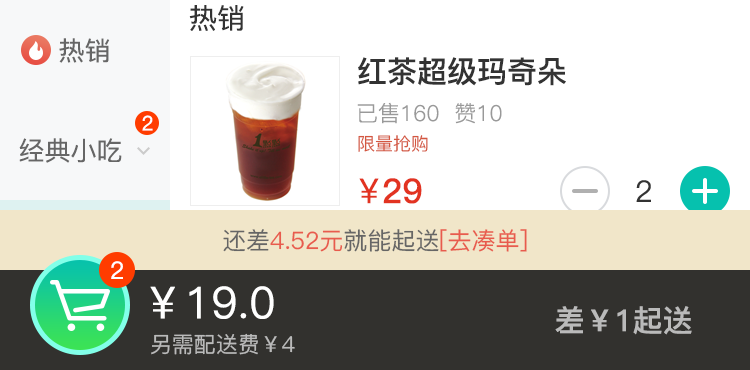 热销
热销
红茶超级玛奇朵
已售160 赞10
限量抢购
¥29
2
2
经典小吃
还差4.52元就能起送[去凑单]
2
¥19.0
另需配送费¥4
差¥1起送